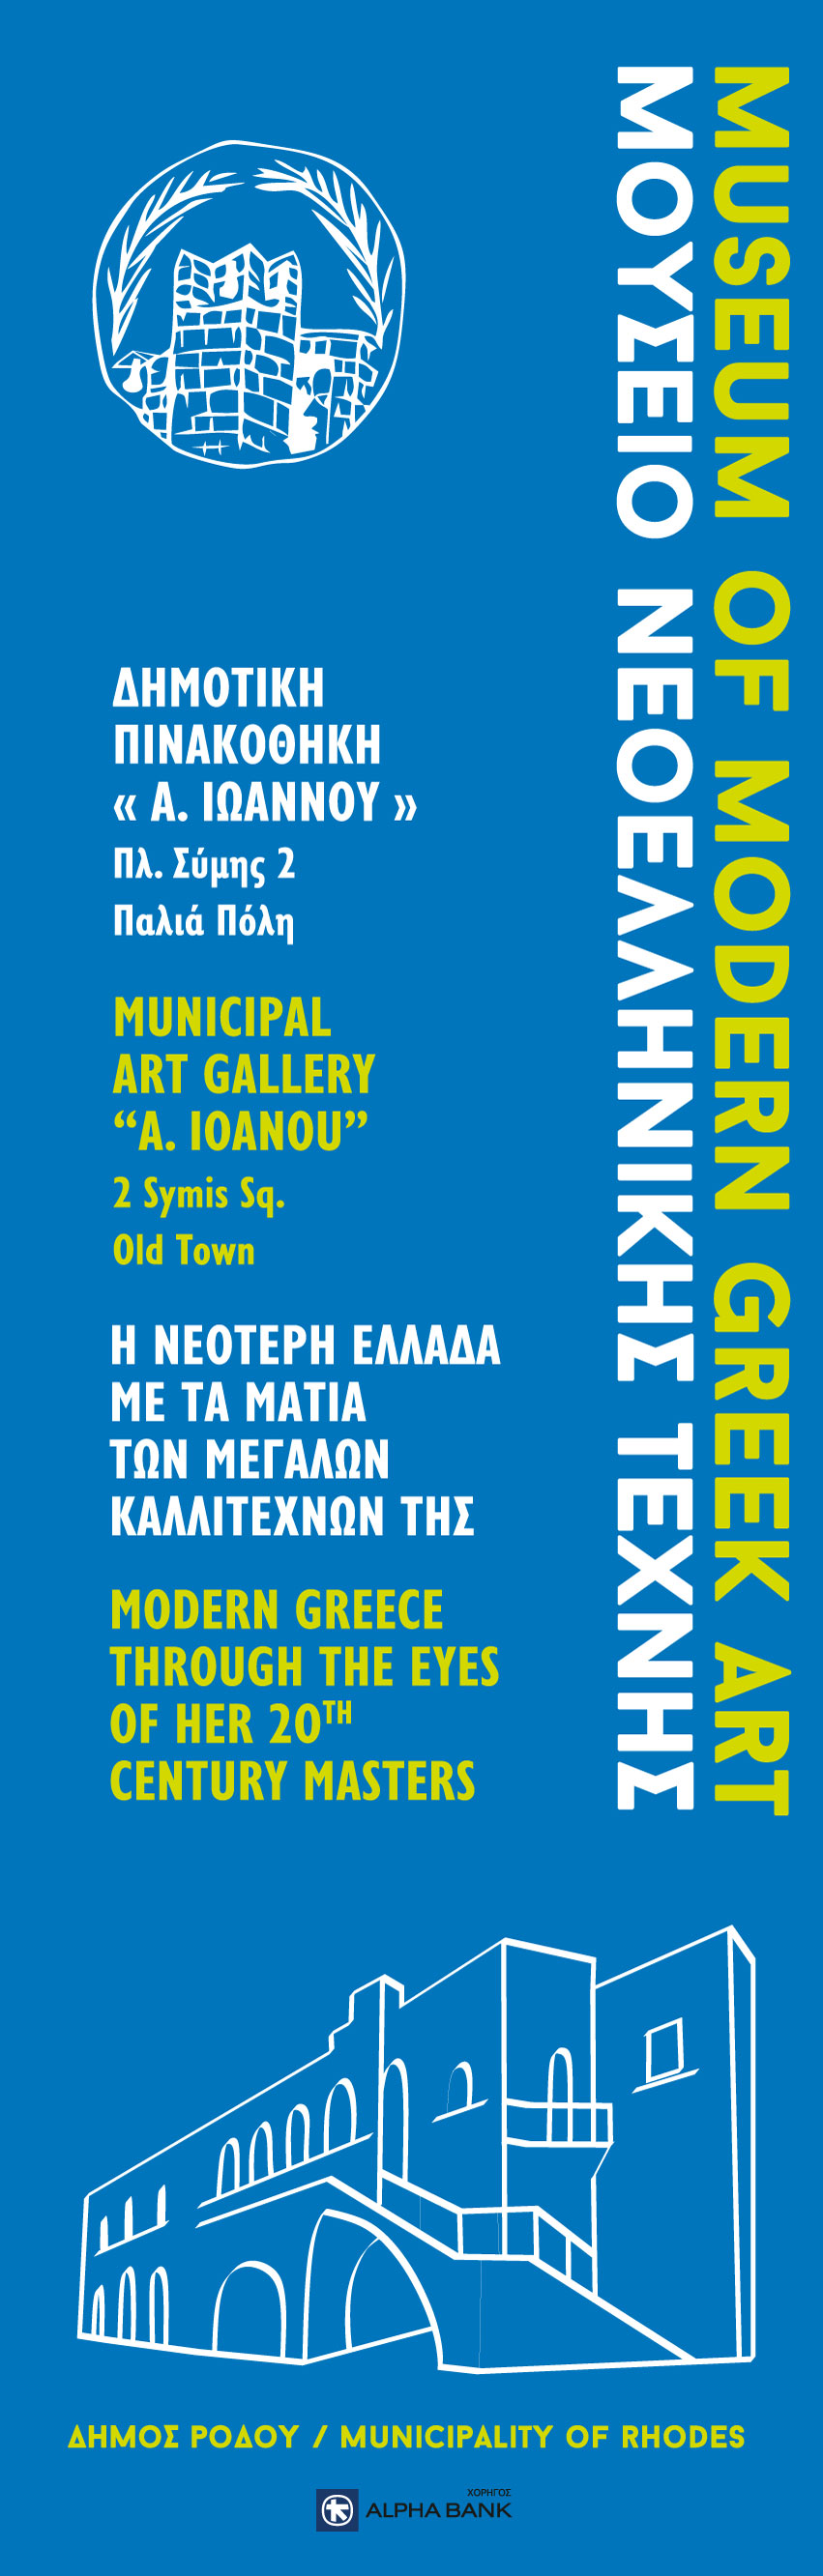 MUSEUM OF MODERN GREEK ART
ΜΟΥΣΕΙΟ ΝΕΟΕΛΛΗΝΙΚΗΣ ΤΕΧΝΗΣ
ΔΗΜΟΤΙΚΗ
ΠΙΝΑΚΟΘΗΚΗ
« Α. ΙΩΑΝΝΟΥ »
Πλ. Σύμης 2
Παλιά Πόλη
MUNICIPAL
ART GALLERY
“A. IOANOU”
2 Symis Sq.
Old Town
Η ΝΕΟΤΕΡΗ ΕΛΛΑΔΑ
ΜΕ ΤΑ ΜΑΤΙΑ
ΤΩΝ ΜΕΓΑΛΩΝ
ΚΑΛΛΙΤΕΧΝΩΝ ΤΗΣ
MODERN GREECE
THROUGH THE EYES
OF HER 20TH
CENTURY MASTERS
ΔΗΜΟΣ ΡΟΔΟΥ / MUNICIPALITY OF RHODES
ΧΟΡΗΓΟΣ
ALPHA BANK